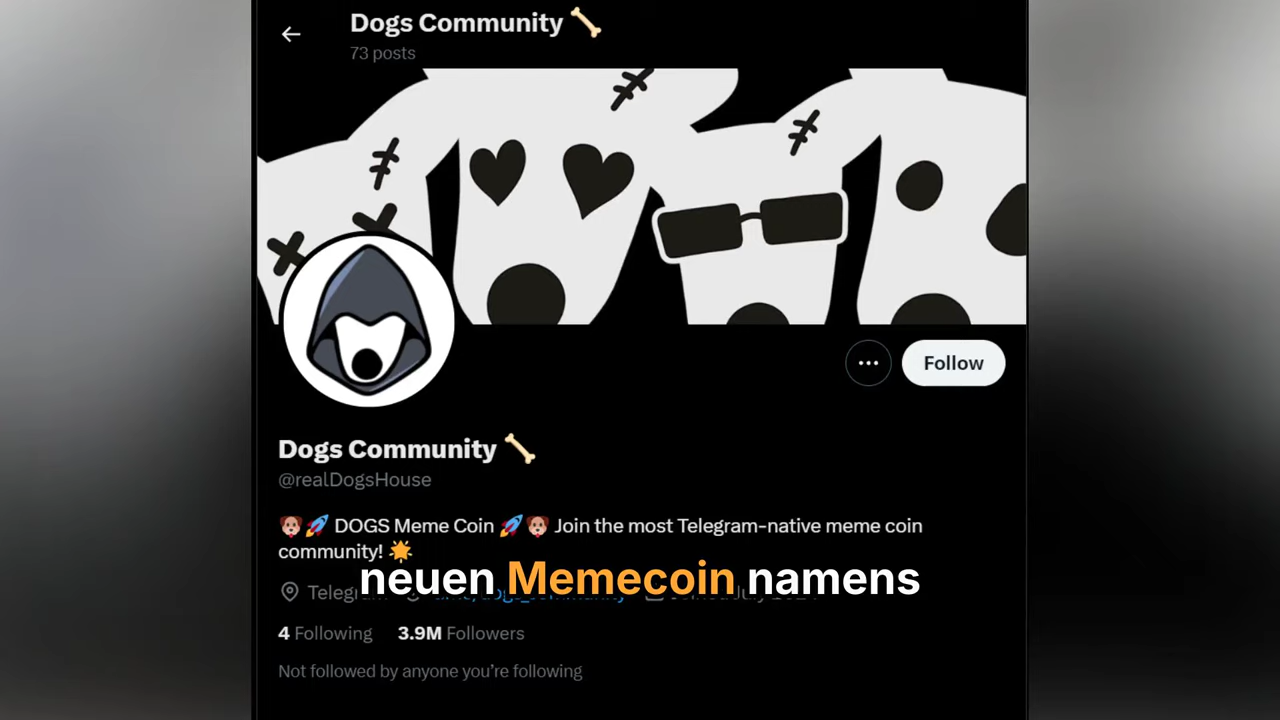 Dogs Community 🦴
73 posts
Follow
Dogs Community 🦴
@realDogsHouse
🐶🚀 DOGS Meme Coin 🚀🐶 Join the most Telegram-native meme coin
community! 🌟
neuen Memecoin namens
4 Following 3.9M Followers
Not followed by anyone you're following